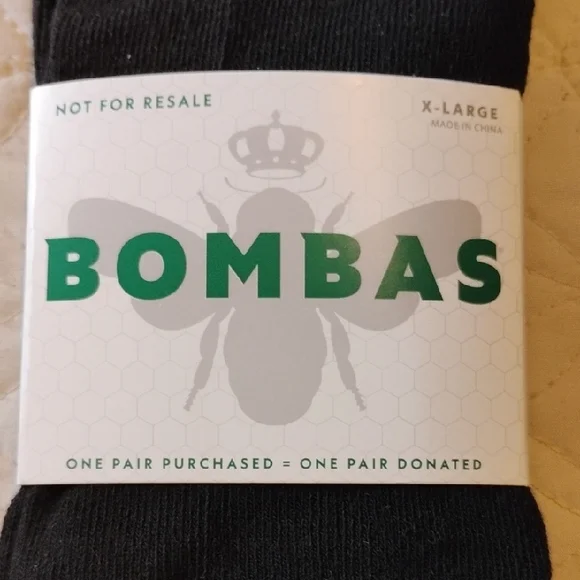 NOT FOR RESALE
X-LARGE
MADE IN CHINA
BOMBAS
ONE PAIR PURCHASED = ONE PAIR DONATED